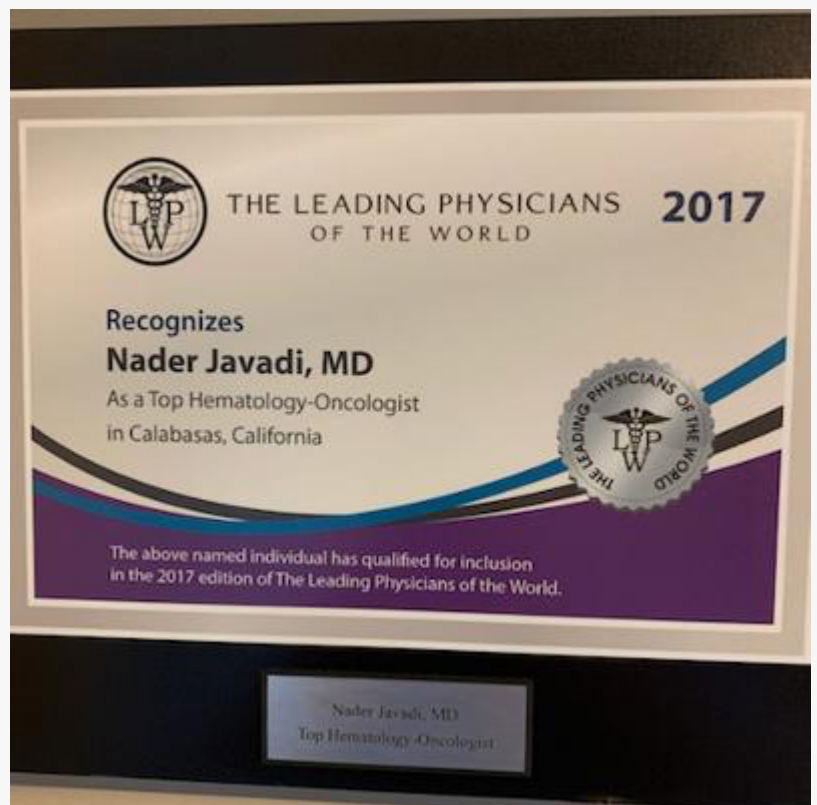 LPW
THE LEADING PHYSICIANS
OF THE WORLD
2017
Recognizes
Nader Javadi, MD
As a Top Hematology-Oncologist
in Calabasas, California
THE LEADING PHYSICIANS OF THE WORLD
LPW
The above named individual has qualified for inclusion
in the 2017 edition of The Leading Physicians of the World.
Nader Javadi, MD
Top Hematology-Oncologist